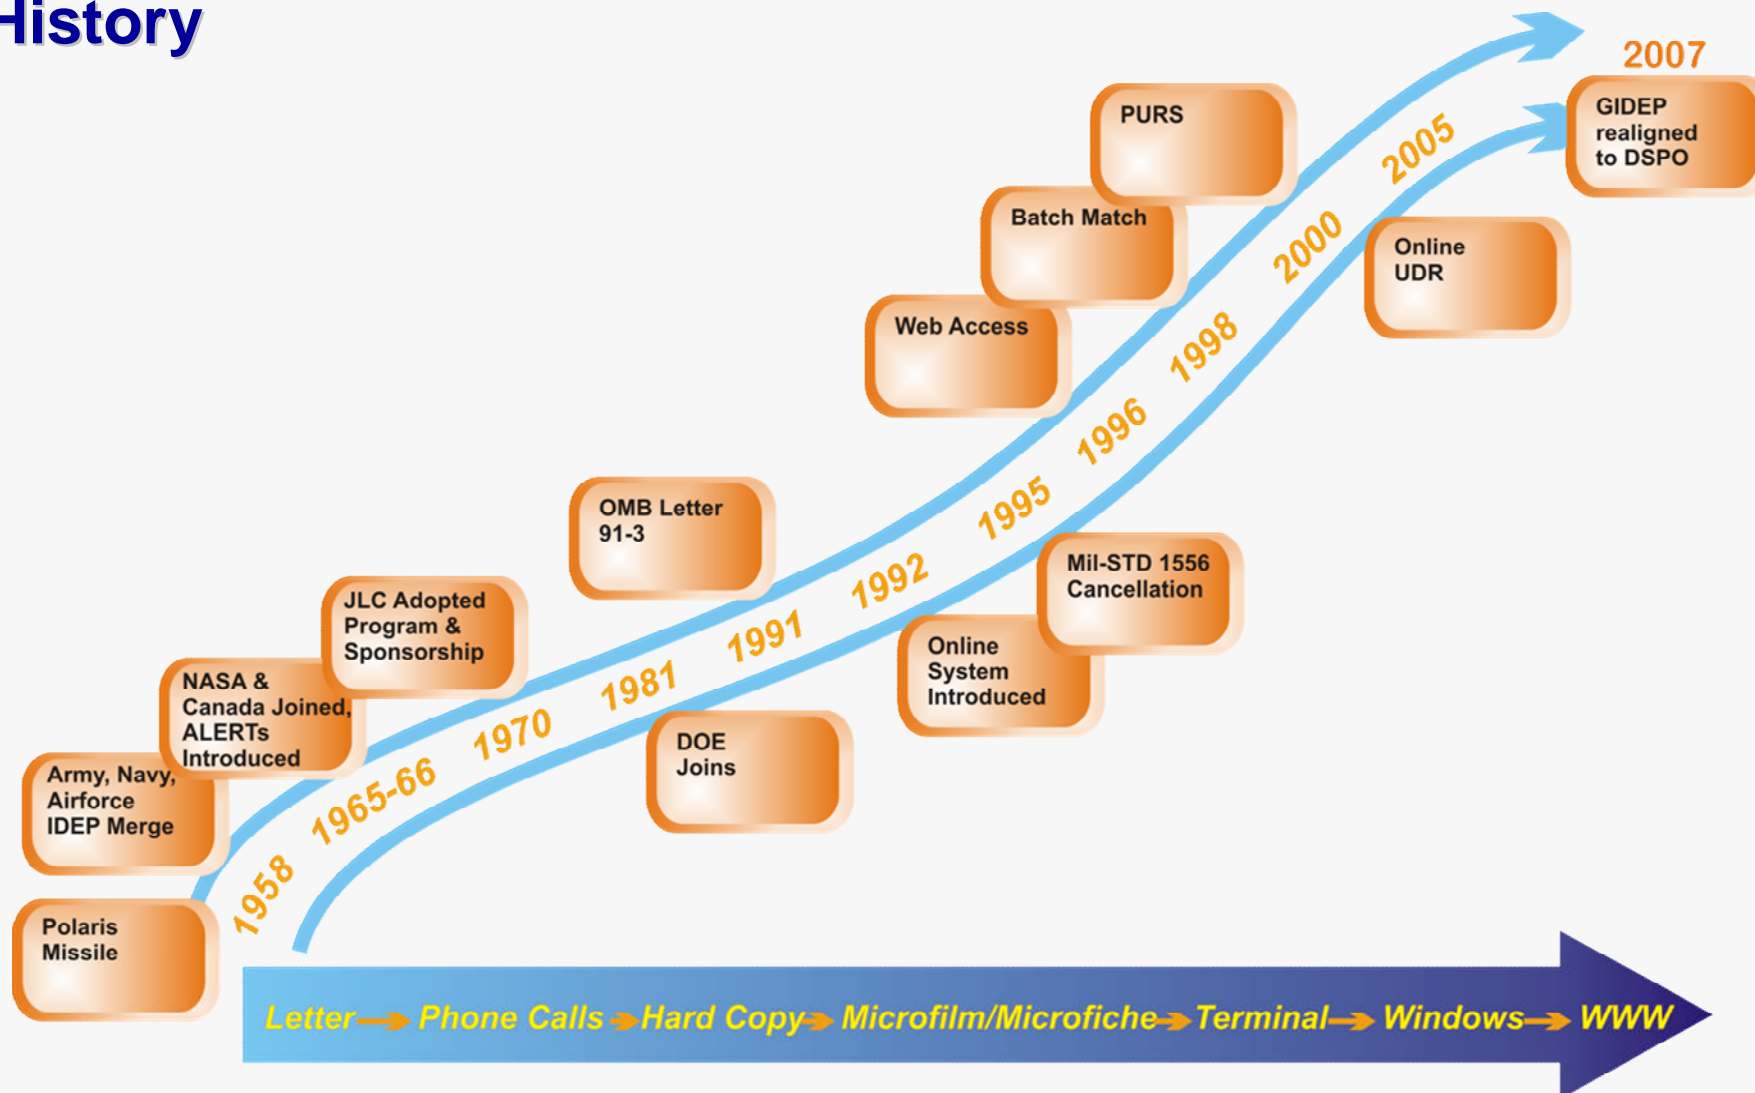 History
2007
GIDEP
realigned
to DSPO
PURS
2005
Batch Match
2000
Online
UDR
Web Access
1998
1996
1995
OMB Letter
91-3
Mil-STD 1556
Cancellation
1992
JLC Adopted
Program &
Sponsorship
1991
Online
System
Introduced
NASA &
Canada Joined,
ALERTs
Introduced
1981
1970
DOE
Joins
Army, Navy,
Airforce
IDEP Merge
1965-66
1958
Polaris
Missile
Letter Phone Calls Hard Copy Microfilm/Microfiche Terminal Windows WWW